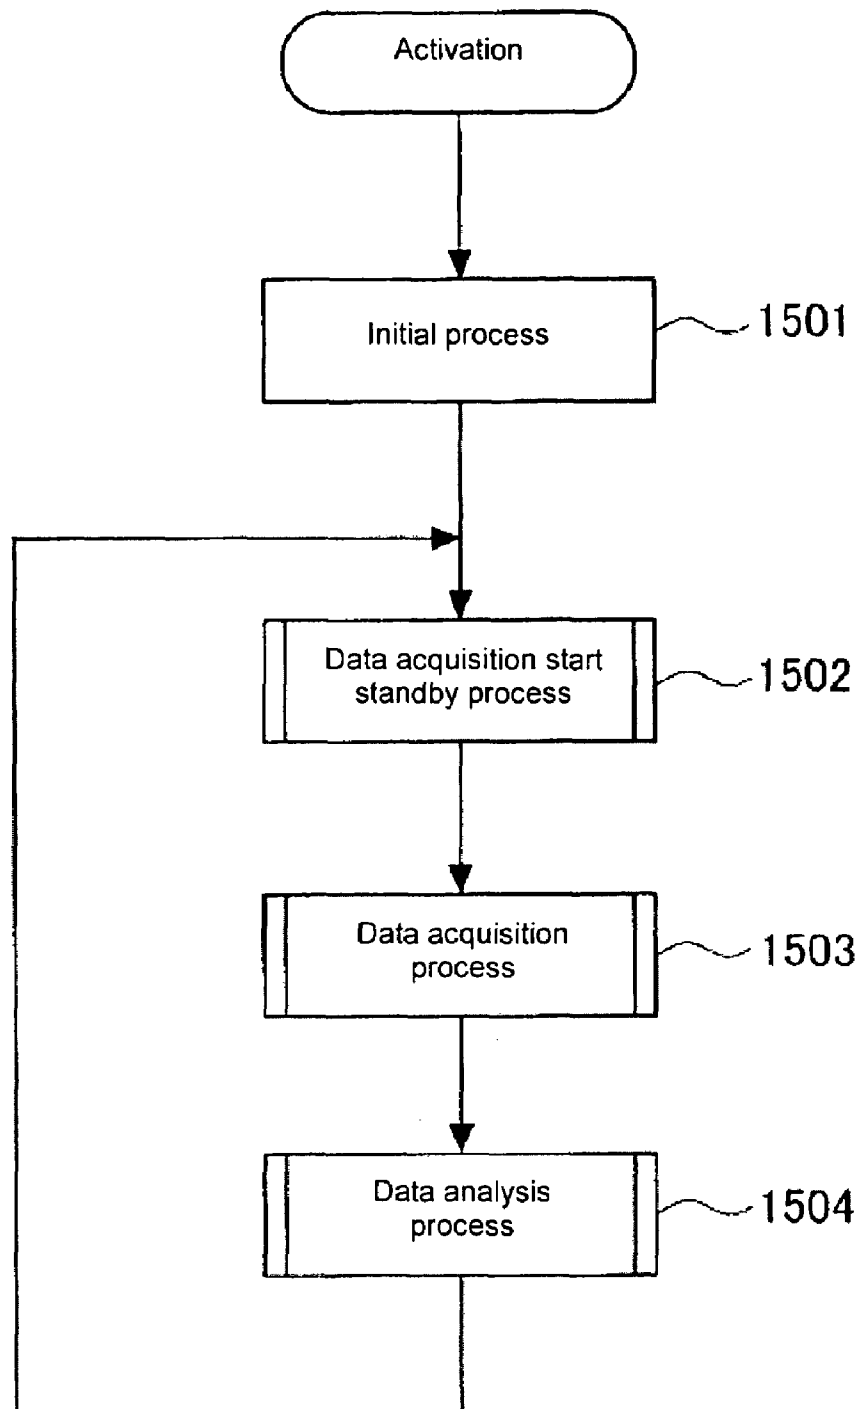 Activation
Initial process
1501
Data acquisition start
standby process
1502
Data acquisition
process
1503
Data analysis
process
1504